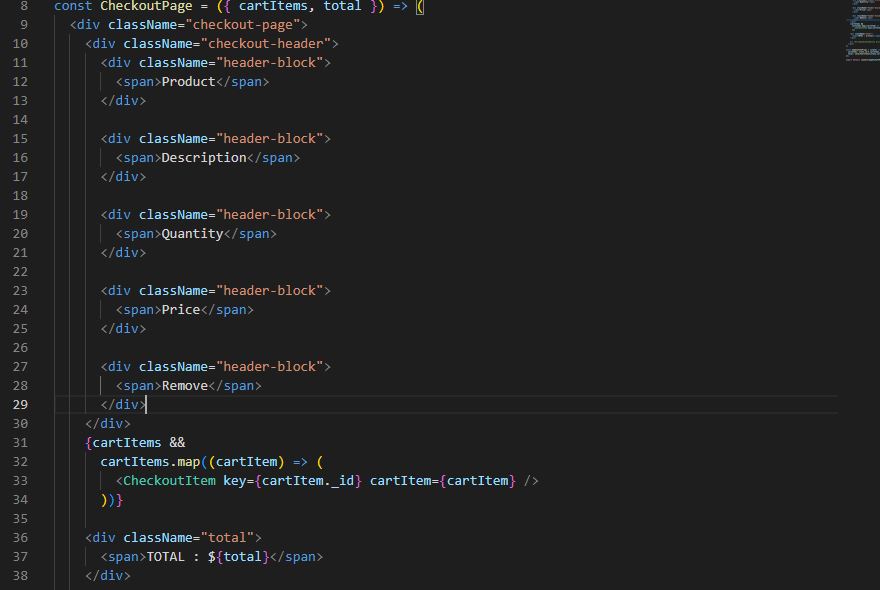 8 const CheckoutPage = ({ cartItems, total }) => (
9 <div className="checkout-page">
10 <div className="checkout-header">
11 <div className="header-block">
12 <span>Product</span>
13 </div>
14
15 <div className="header-block">
16 <span>Description</span>
17 </div>
18
19 <div className="header-block">
20 <span>Quantity</span>
21 </div>
22
23 <div className="header-block">
24 <span>Price</span>
25 </div>
26
27 <div className="header-block">
28 <span>Remove</span>
29 </div>
30 </div>
31 {cartItems &&
32 cartItems.map((cartItem) => (
33 <CheckoutItem key={cartItem._id} cartItem={cartItem} />
34 ))}
35
36 <div className="total">
37 <span>TOTAL : ${total}</span>
38 </div>